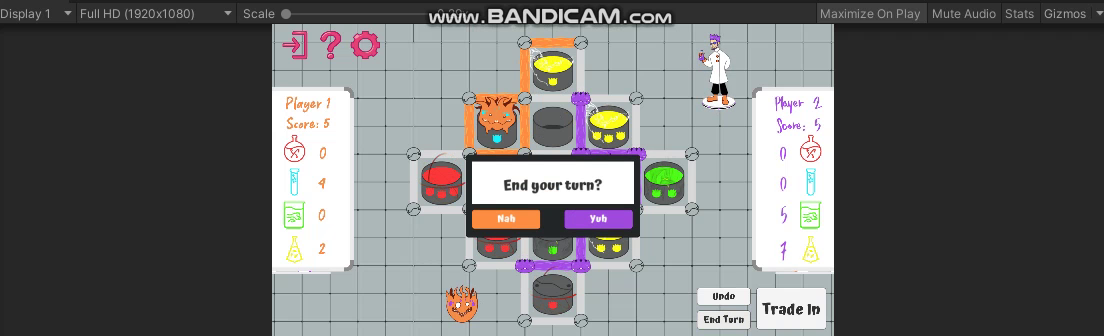 Display 1 Full HD (1920x1080) Scale Maximize On Play Mute Audio Stats Gizmos
www.BANDICAM.com
?
Player 1
Score: 5
0
4
0
2
Player 2
Score: 5
0
0
5
7
End your turn?
Nah Yuh
Undo
End Turn
Trade In